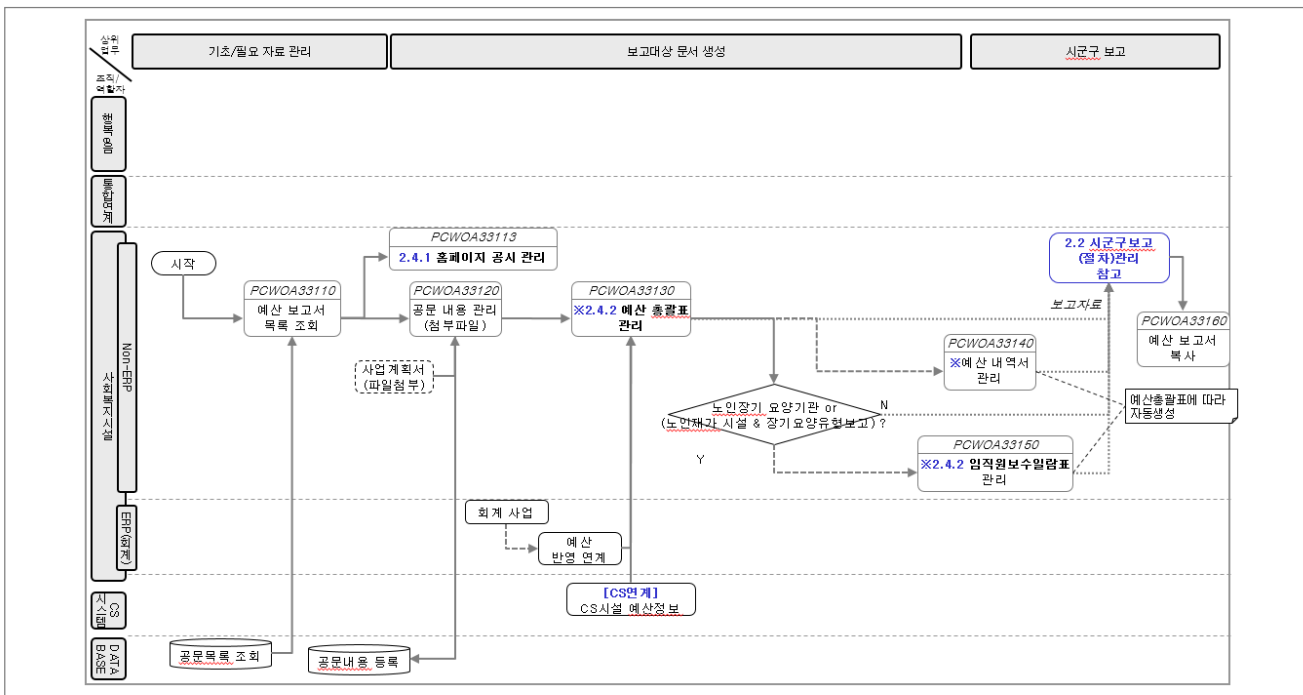 상위
업무
조직/
역할자
기초/필요 자료 관리
보고대상 문서 생성
시군구 보고
행복e음
통합연계
사회복지시설
Non-ERP
ERP(회계)
CS
시스템
DATA
BASE
시작
PCWOA33110
예산 보고서
목록 조회
PCWOA33113
2.4.1 홈페이지 공시 관리
PCWOA33120
공문 내용 관리
(첨부파일)
사업계획서
(파일첨부)
PCWOA33130
※2.4.2 예산 총괄표
관리
2.2 시군구보고
(절차)관리
참고
보고자료
PCWOA33160
예산 보고서
복사
PCWOA33140
※예산 내역서
관리
예산총괄표에 따라
자동생성
노인장기 요양기관 or
(노인재가 시설 & 장기요양유형보고) ?
N
Y
PCWOA33150
※2.4.2 임직원보수일람표
관리
회계 사업
예산
반영 연계
[CS연계]
CS시설 예산정보
공문목록 조회
공문내용 등록